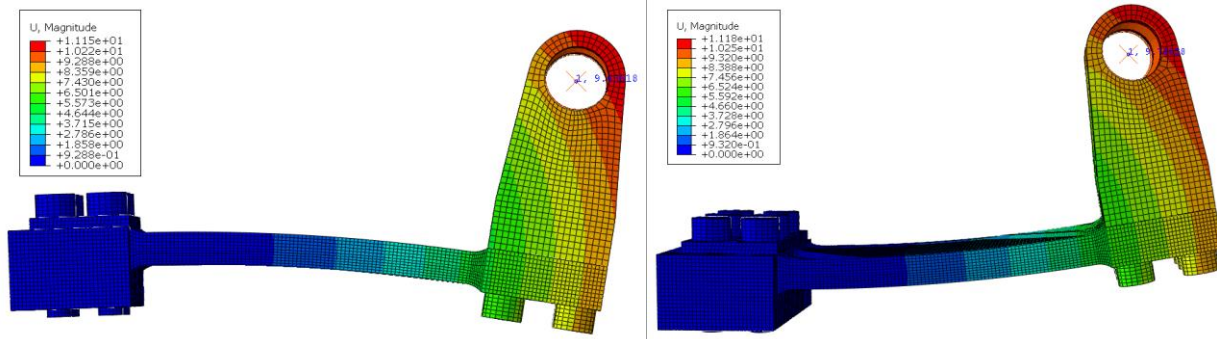 U, Magnitude
+1.115e+01
+1.022e+01
+9.288e+00
+8.359e+00
+7.430e+00
+6.501e+00
+5.573e+00
+4.644e+00
+3.715e+00
+2.786e+00
+1.858e+00
+9.288e-01
+0.000e+00
U, Magnitude
+1.118e+01
+1.025e+01
+9.320e+00
+8.388e+00
+7.456e+00
+6.524e+00
+5.592e+00
+4.660e+00
+3.728e+00
+2.796e+00
+1.864e+00
+9.320e-01
+0.000e+00